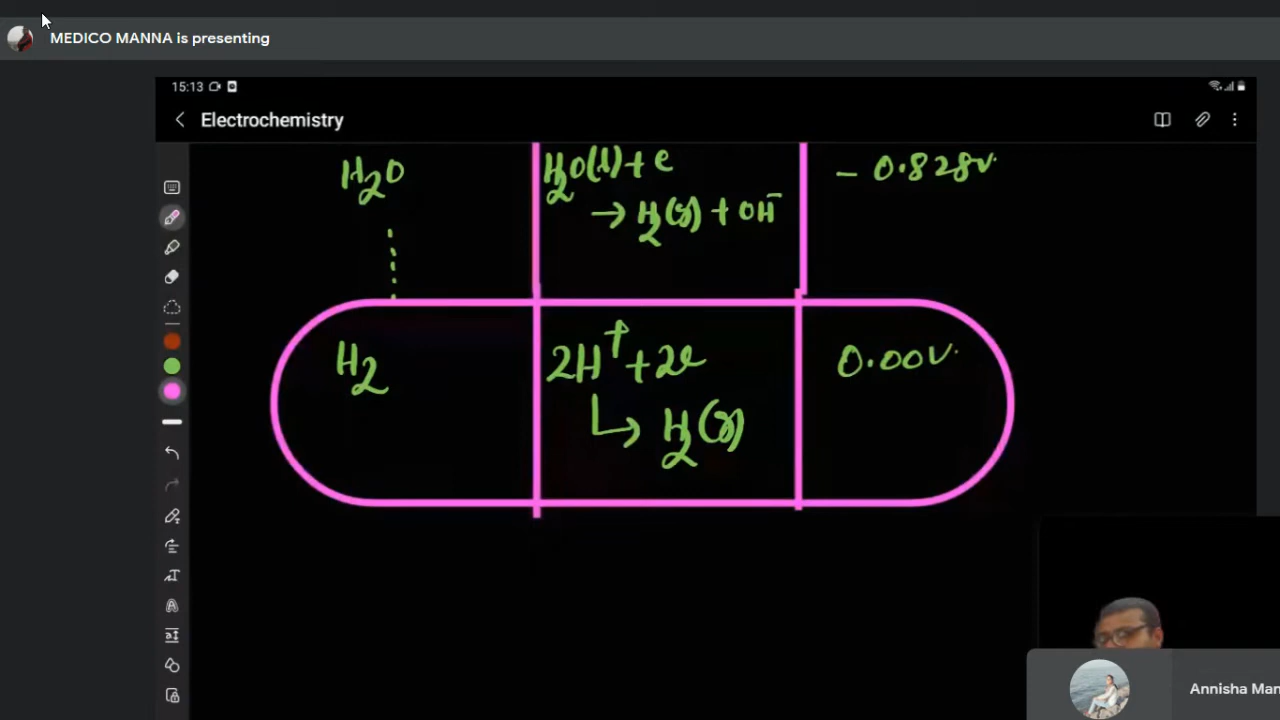 MEDICO MANNA is presenting
15:13
Electrochemistry
H₂O
H₂O(l) + e
→ H₂(g) + OH⁻
- 0.828V.
H₂
2H⁺ + 2e
↳ H₂(g)
0.00V.
Annisha Man